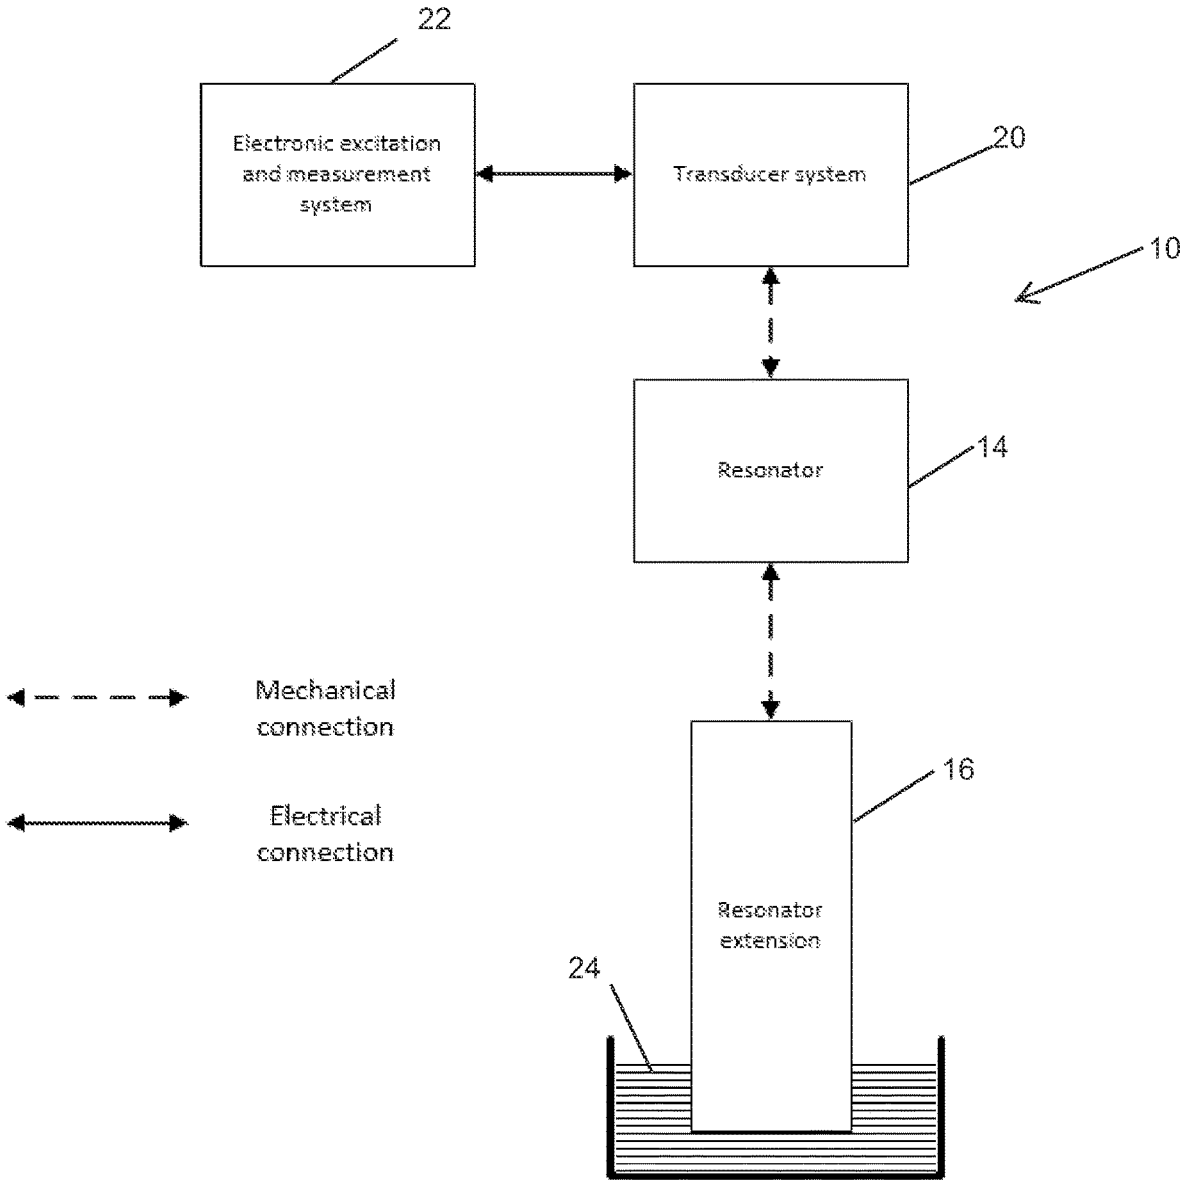 22
Electronic excitation
and measurement
system
Transducer system
20
10
Resonator
14
Mechanical
connection
Electrical
connection
16
Resonator
extension
24